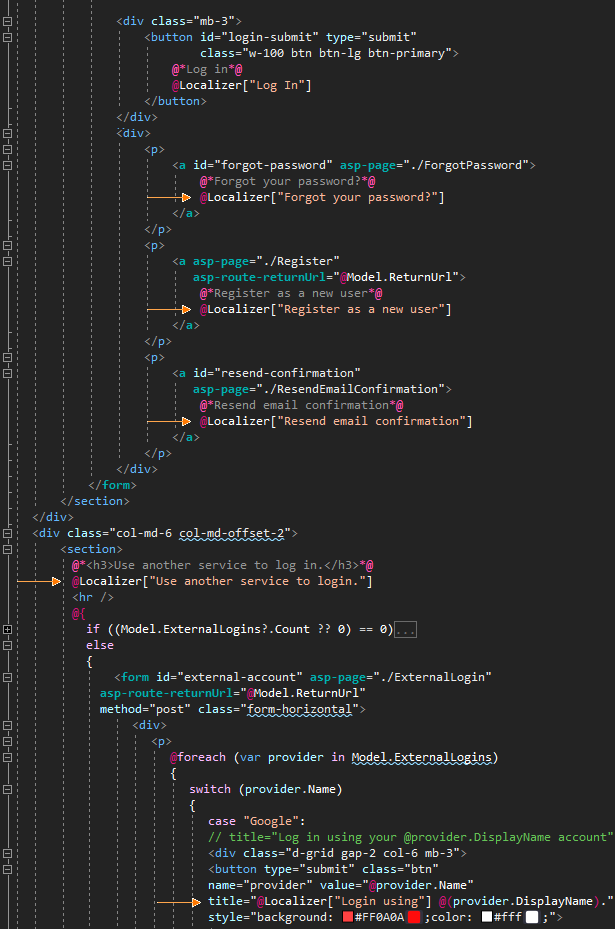 <div class="mb-3">
<button id="login-submit" type="submit"
class="w-100 btn btn-lg btn-primary">
@*Log in*@
@Localizer["Log In"]
</button>
</div>
<div>
<p>
<a id="forgot-password" asp-page="./ForgotPassword">
@*Forgot your password?*@
@Localizer["Forgot your password?"]
</a>
</p>
<p>
<a asp-page="./Register"
asp-route-returnUrl="@Model.ReturnUrl">
@*Register as a new user*@
@Localizer["Register as a new user"]
</a>
</p>
<p>
<a id="resend-confirmation"
asp-page="./ResendEmailConfirmation">
@*Resend email confirmation*@
@Localizer["Resend email confirmation"]
</a>
</p>
</div>
</form>
</section>
</div>
<div class="col-md-6 col-md-offset-2">
<section>
@*<h3>Use another service to log in.</h3>*@
@Localizer["Use another service to login."]
<hr />
@{
if ((Model.ExternalLogins?.Count ?? 0) == 0)...
else
{
<form id="external-account" asp-page="./ExternalLogin"
asp-route-returnUrl="@Model.ReturnUrl"
method="post" class="form-horizontal">
<div>
<p>
@foreach (var provider in Model.ExternalLogins)
{
switch (provider.Name)
{
case "Google":
// title="Log in using your @provider.DisplayName account"
<div class="d-grid gap-2 col-6 mb-3">
<button type="submit" class="btn"
name="provider" value="@provider.Name"
title="@Localizer["Login using"] @(provider.DisplayName)."
style="background: #FF0A0A ;color: #fff ;">